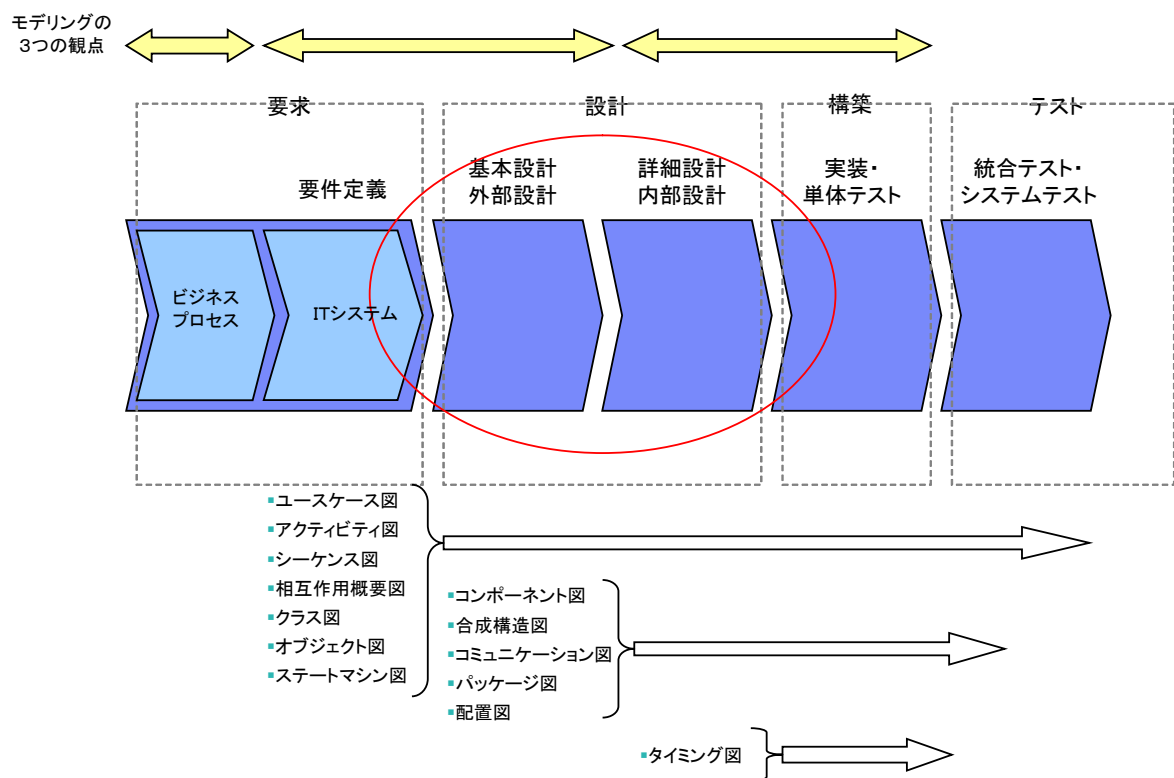 モデリングの
3つの観点
要求
設計
構築
テスト
要件定義
基本設計
外部設計
詳細設計
内部設計
実装・
単体テスト
統合テスト・
システムテスト
ビジネス
プロセス
ITシステム
▪ユースケース図
▪アクティビティ図
▪シーケンス図
▪相互作用概要図
▪クラス図
▪オブジェクト図
▪ステートマシン図
▪コンポーネント図
▪合成構造図
▪コミュニケーション図
▪パッケージ図
▪配置図
▪タイミング図